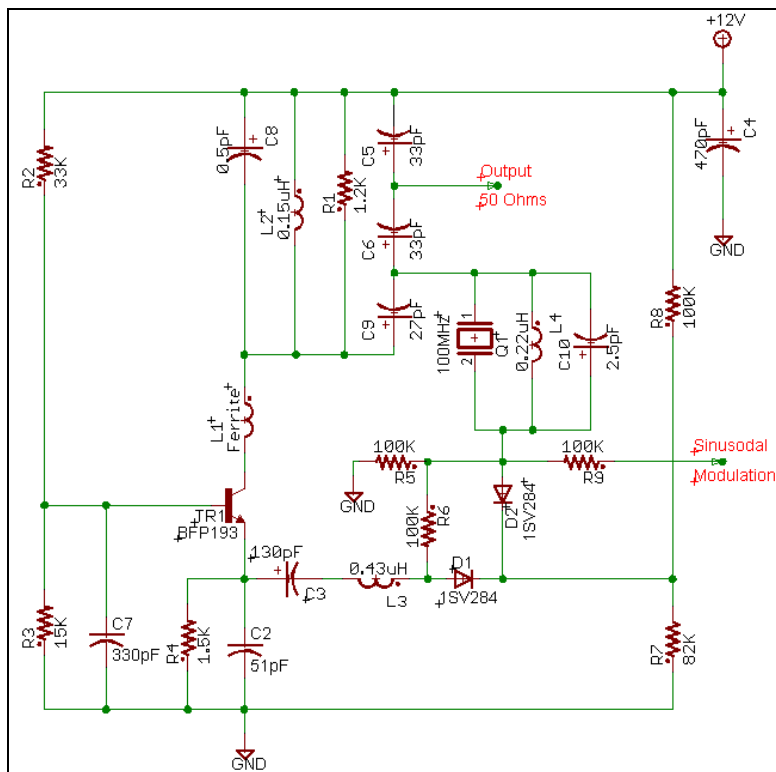 +12V
0.5pF
C8
C5
33pF
470pF
C4
R2
33K
L2
0.15uH
R1
1.2K
Output
50 Ohms
C6
33pF
GND
C9
27pF
100MHZ
1
2
Q1
0.22uH
L4
C10
2.5pF
R8
100K
L1
Ferrite
100K
R5
100K
R9
Sinusodal
Modulation
GND
TR1
BFP193
100K
R6
D2
1SV284
130pF
C3
0.43uH
L3
D1
1SV284
R3
15K
C7
330pF
R4
1.5K
C2
51pF
R7
82K
GND